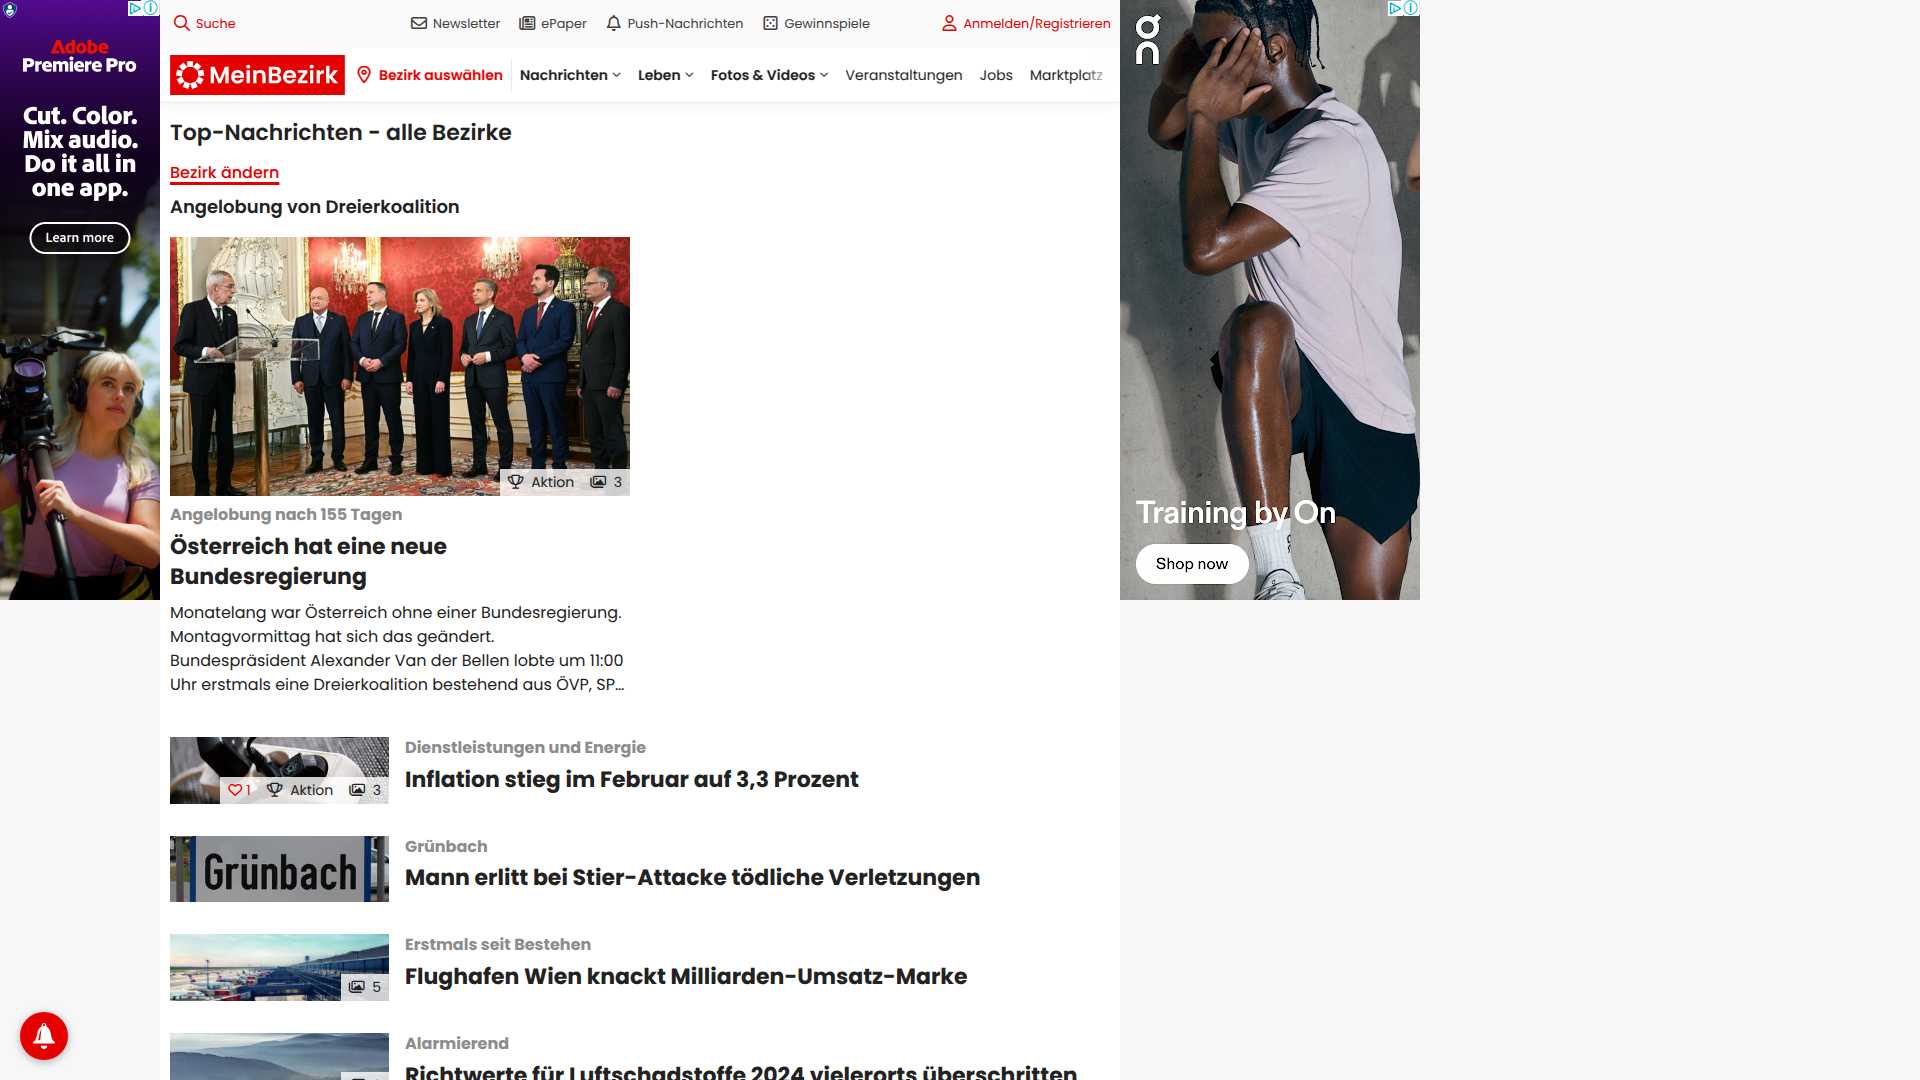 Adobe
Premiere Pro
Cut. Color.
Mix audio.
Do it all in
one app.
Learn more
Suche
Newsletter
ePaper
Push-Nachrichten
Gewinnspiele
Anmelden/Registrieren
MeinBezirk
Bezirk auswählen
Nachrichten
Leben
Fotos & Videos
Veranstaltungen
Jobs
Marktplatz
Top-Nachrichten - alle Bezirke
Bezirk ändern
Angelobung von Dreierkoalition
Aktion 3
Angelobung nach 155 Tagen
Österreich hat eine neue
Bundesregierung
Monatelang war Österreich ohne einer Bundesregierung.
Montagvormittag hat sich das geändert.
Bundespräsident Alexander Van der Bellen lobte um 11:00
Uhr erstmals eine Dreierkoalition bestehend aus ÖVP, SP...
1 Aktion 3
Dienstleistungen und Energie
Inflation stieg im Februar auf 3,3 Prozent
Grünbach
Grünbach
Mann erlitt bei Stier-Attacke tödliche Verletzungen
5
Erstmals seit Bestehen
Flughafen Wien knackt Milliarden-Umsatz-Marke
Alarmierend
Richtwerte für Luftschadstoffe 2024 vielerorts überschritten
on
Training by On
Shop now